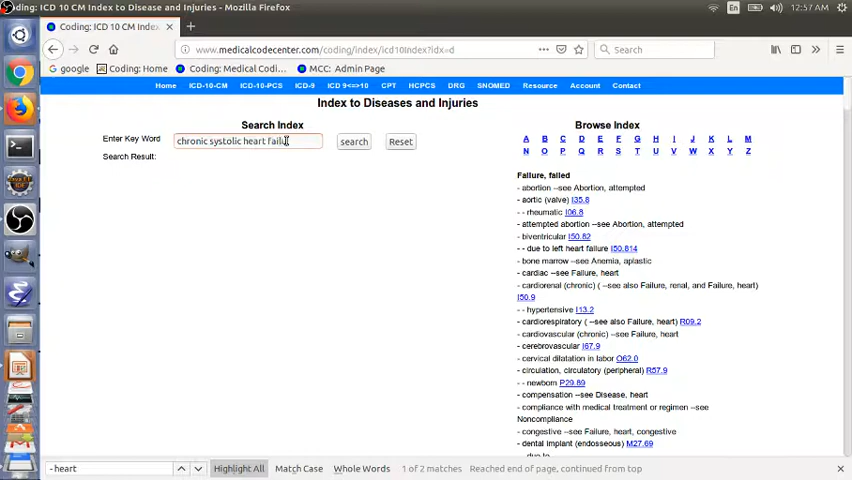 Coding: ICD 10 CM Index to Disease and Injuries - Mozilla Firefox
En
12:57 AM
Coding: ICD 10 CM Index t
www.medicalcodecenter.com/coding/index/icd10Index?idx=d
Search
google
Coding: Home
Coding: Medical Codi...
MCC: Admin Page
Home ICD-10-CM ICD-10-PCS ICD-9 ICD 9<=>10 CPT HCPCS DRG SNOMED Resource Account Contact
Index to Diseases and Injuries
Search Index
Enter Key Word
chronic systolic heart failu
search
Reset
Search Result:
Browse Index
A B C D E F G H I J K L M
N O P Q R S T U V W X Y Z
Failure, failed
- abortion --see Abortion, attempted
- aortic (valve) I35.8
- - rheumatic I06.8
- attempted abortion --see Abortion, attempted
- biventricular I50.82
- - due to left heart failure I50.814
- bone marrow --see Anemia, aplastic
- cardiac --see Failure, heart
- cardiorenal (chronic) ( --see also Failure, renal, and Failure, heart)
I50.9
- - hypertensive I13.2
- cardiorespiratory ( --see also Failure, heart) R09.2
- cardiovascular (chronic) --see Failure, heart
- cerebrovascular I67.9
- cervical dilatation in labor O62.0
- circulation, circulatory (peripheral) R57.9
- - newborn P29.89
- compensation --see Disease, heart
- compliance with medical treatment or regimen --see
Noncompliance
- congestive --see Failure, heart, congestive
- dental implant (endosseous) M27.69
- - due to
- heart
Highlight All
Match Case
Whole Words
1 of 2 matches
Reached end of page, continued from top